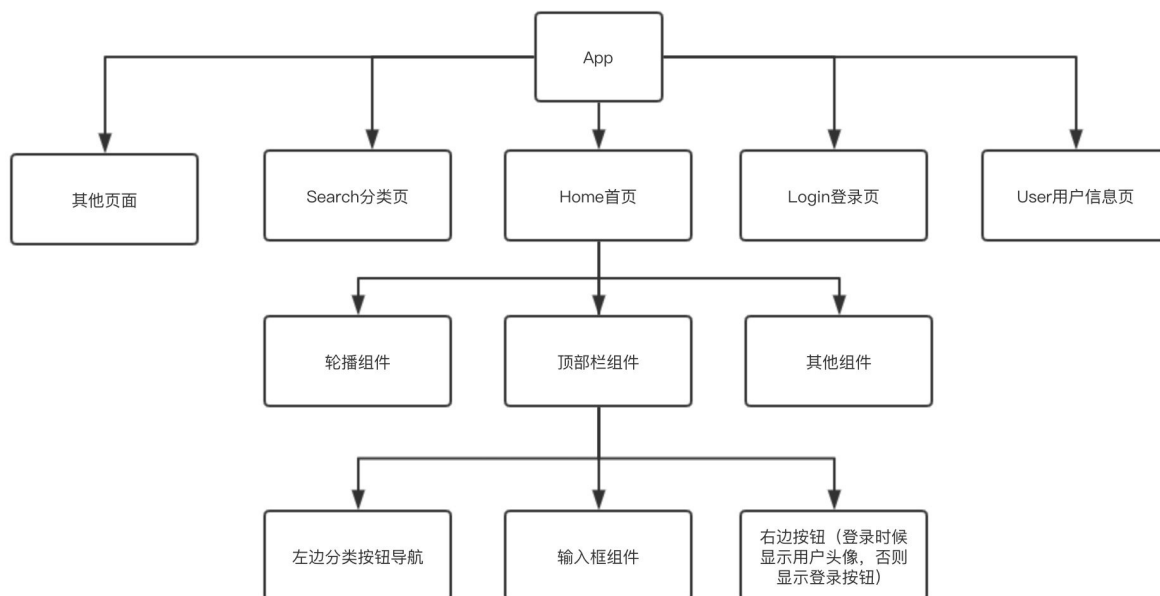 App
其他页面
Search分类页
Home首页
Login登录页
User用户信息页
轮播组件
顶部栏组件
其他组件
左边分类按钮导航
输入框组件
右边按钮（登录时候
显示用户头像，否则
显示登录按钮）